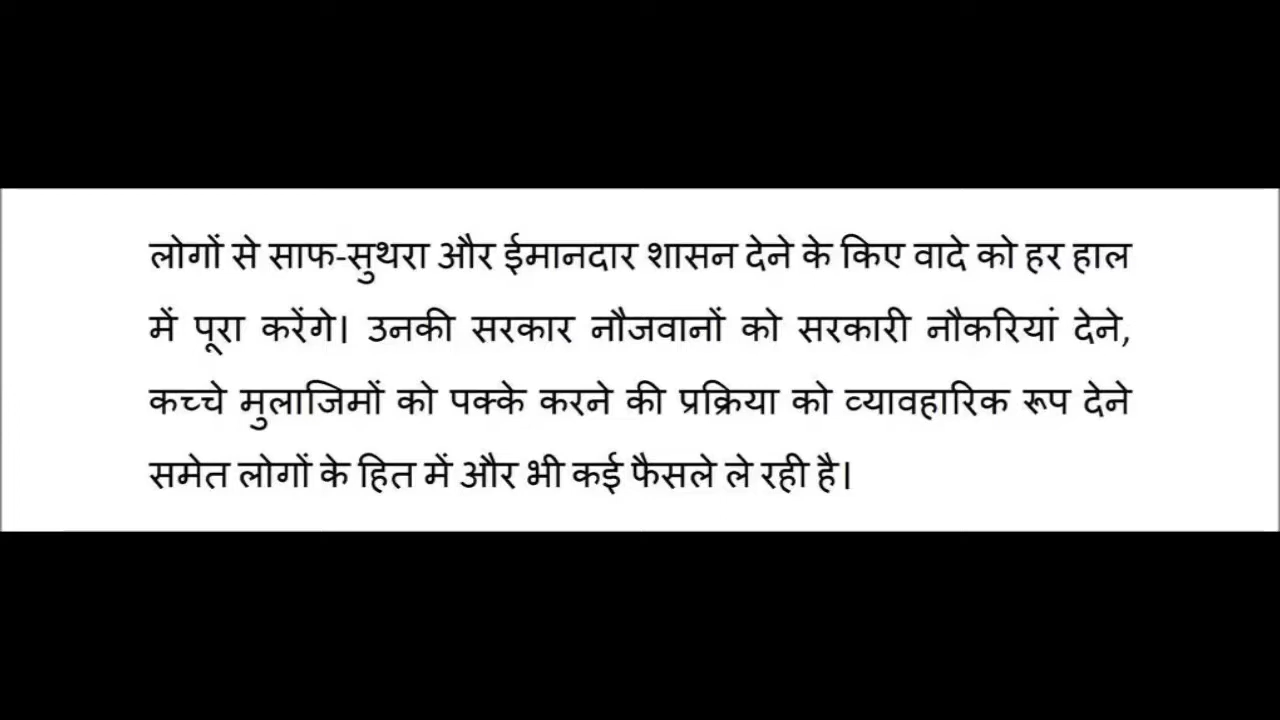 लोगों से साफ-सुथरा और ईमानदार शासन देने के किए वादे को हर हाल
में पूरा करेंगे। उनकी सरकार नौजवानों को सरकारी नौकरियां देने,
कच्चे मुलाजिमों को पक्के करने की प्रक्रिया को व्यावहारिक रूप देने
समेत लोगों के हित में और भी कई फैसले ले रही है।